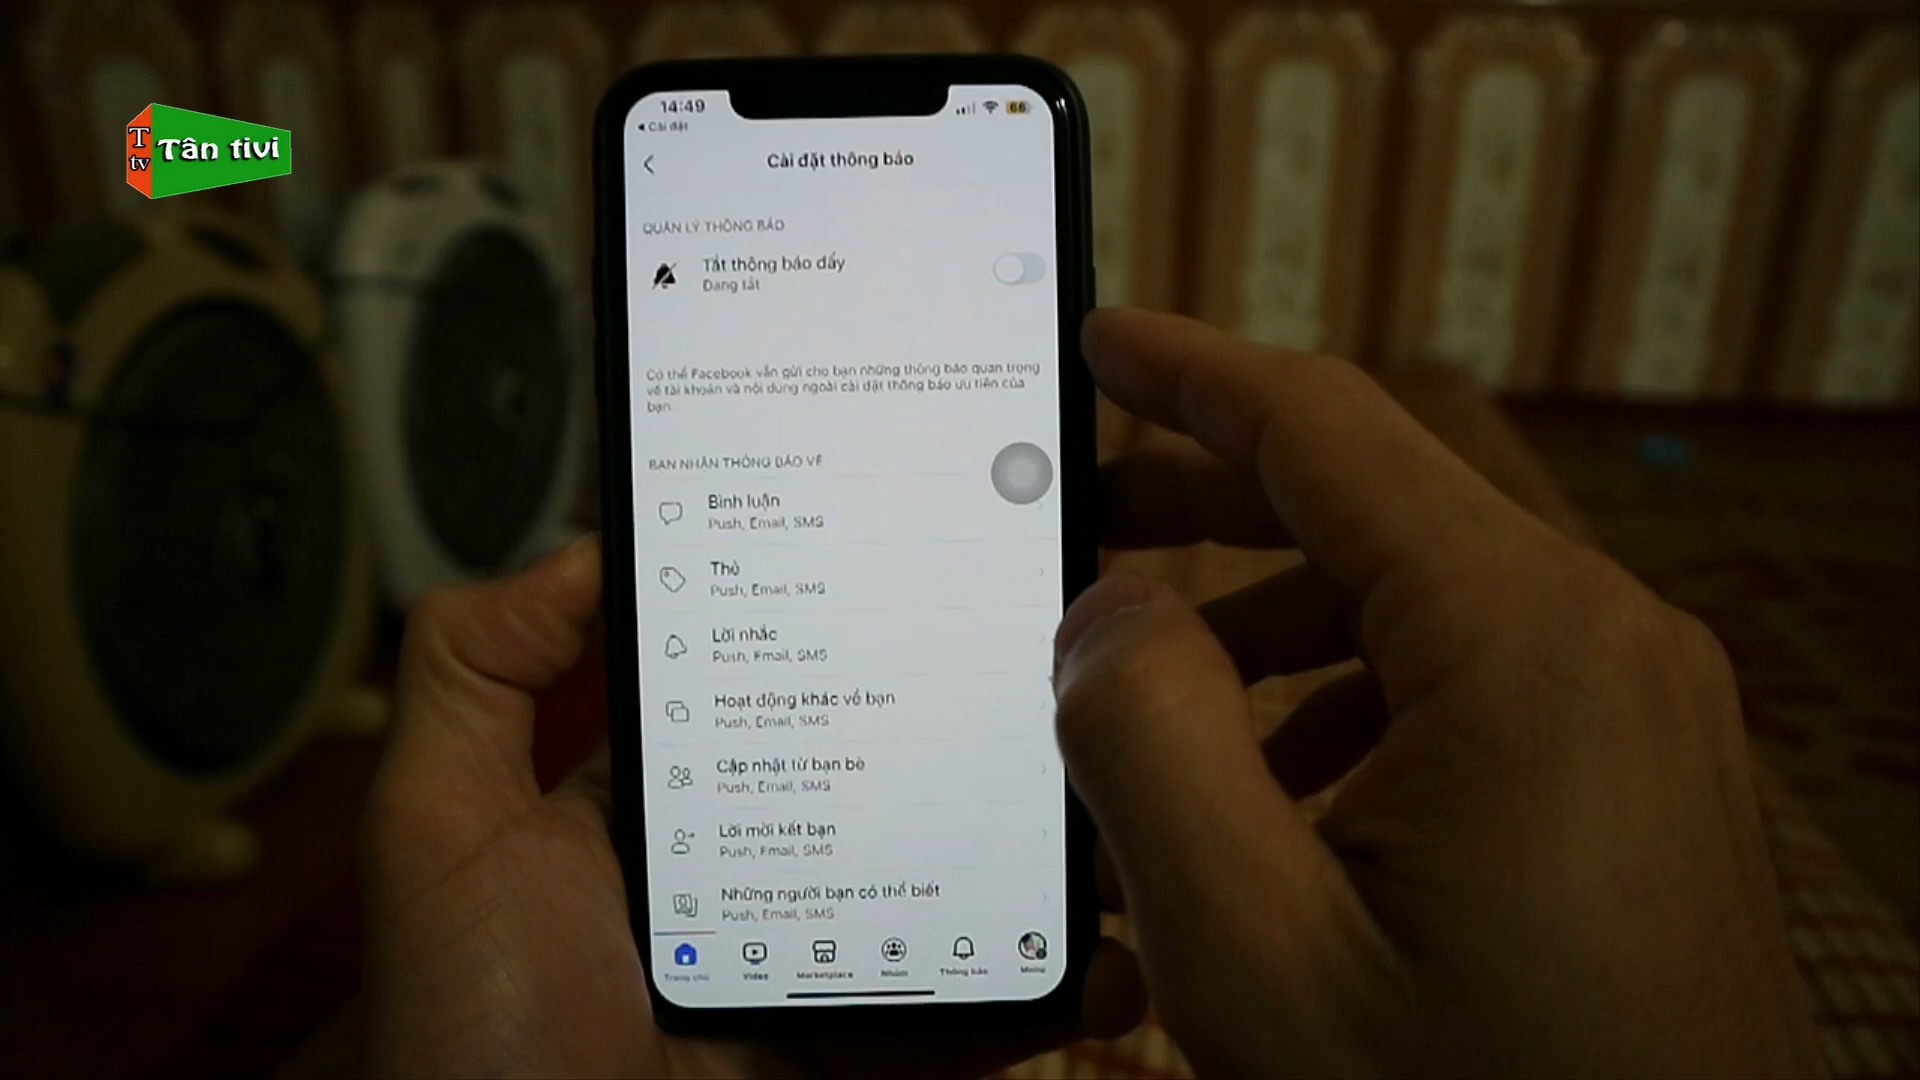 T
tv
Tân tivi
14:49
66
Cài đặt
Cài đặt thông báo
QUẢN LÝ THÔNG BÁO
Tắt thông báo đẩy
Đang tắt
Có thể Facebook vẫn gửi cho bạn những thông báo quan trọng
về tài khoản và nội dung ngoài cài đặt thông báo ưu tiên của
bạn.
BẠN NHẬN THÔNG BÁO VỀ
Bình luận
Push, Email, SMS
Thẻ
Push, Email, SMS
Lời nhắc
Push, Email, SMS
Hoạt động khác về bạn
Push, Email, SMS
Cập nhật từ bạn bè
Push, Email, SMS
Lời mời kết bạn
Push, Email, SMS
Những người bạn có thể biết
Push, Email, SMS
Trang chủ
Video
Marketplace
Nhóm
Thông báo
Menu